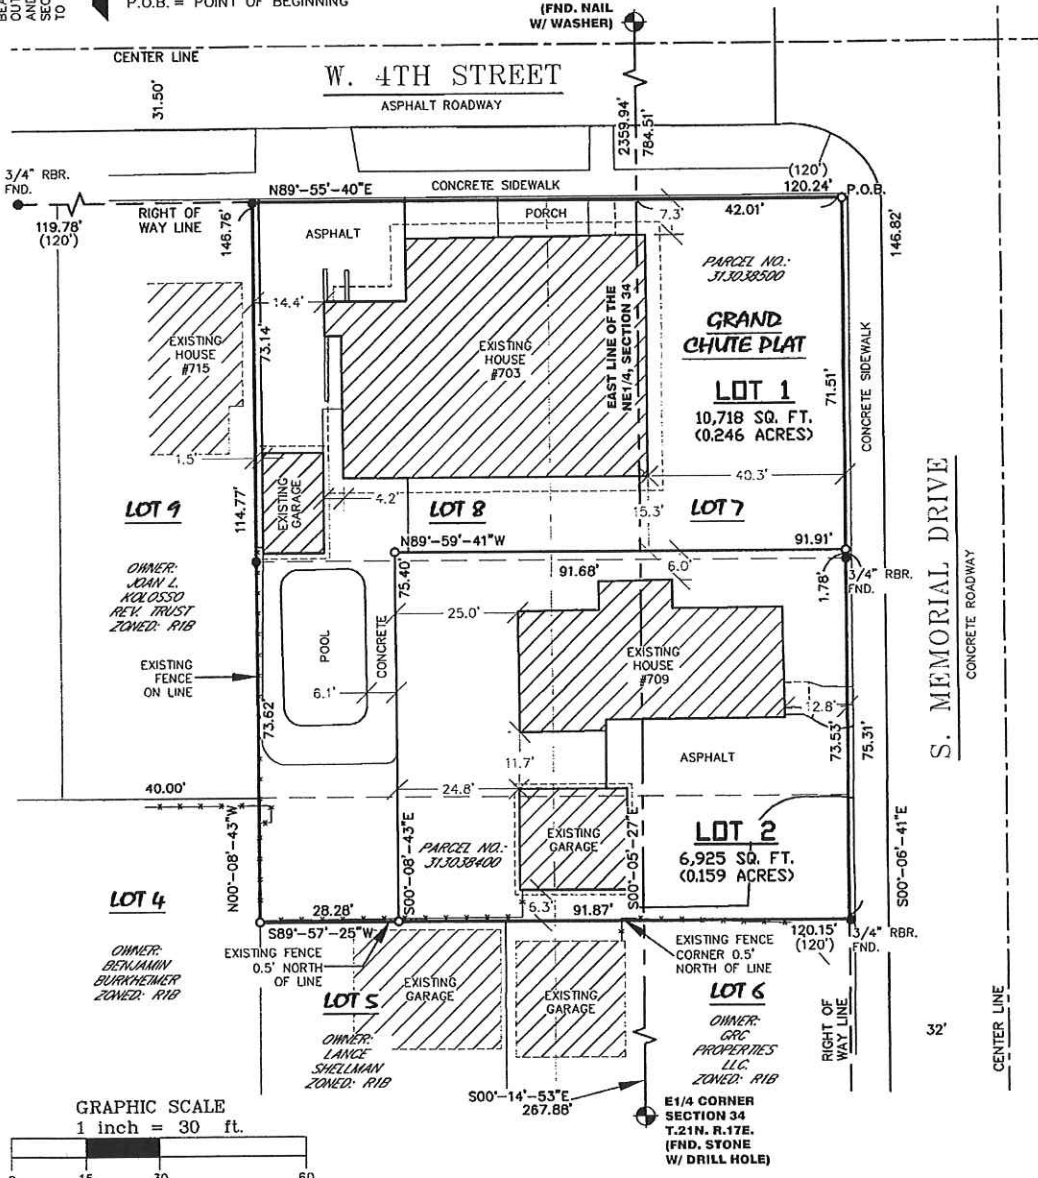 BEA
OUT
AND
SEC
TO
P.O.B. = POINT OF BEGINNING
(FND. NAIL
W/ WASHER)
CENTER LINE
W. 4TH STREET
ASPHALT ROADWAY
31.50'
2359.94'
784.51'
3/4" RBR.
FND.
119.78'
(120')
RIGHT OF
WAY LINE
N89°-55'-40"E
CONCRETE SIDEWALK
(120')
120.24'
P.O.B.
146.76'
ASPHALT
PORCH
7.3'
42.01'
146.82'
PARCEL NO.:
313038500
GRAND
CHUTE PLAT
LOT 1
10,718 SQ. FT.
(0.246 ACRES)
14.4'
73.14'
EXISTING
HOUSE
#715
EXISTING
HOUSE
#703
EAST LINE OF THE
NE1/4, SECTION 34
71.51'
CONCRETE SIDEWALK
1.5'
EXISTING
GARAGE
4.2'
40.3'
15.3'
LOT 9
114.77'
LOT 8
LOT 7
N89°-59'-41"W
91.91'
OWNER:
JOAN L.
KOLOSSO
REV. TRUST
ZONED: R1B
75.40'
91.68'
6.0'
1.78'
3/4" RBR.
FND.
25.0'
POOL
CONCRETE
EXISTING
HOUSE
#709
EXISTING
FENCE
ON LINE
6.1'
12.8'
73.62'
73.53'
75.31'
S. MEMORIAL DRIVE
CONCRETE ROADWAY
11.7'
ASPHALT
40.00'
24.8'
N00°-08'-43"W
S00°-08'-43"E
PARCEL NO.:
313038400
EXISTING
GARAGE
S00°-05'-27"E
LOT 2
6,925 SQ. FT.
(0.159 ACRES)
S00°-06'-41"E
LOT 4
28.28'
6.3'
91.87'
120.15'
(120')
3/4" RBR.
FND.
S89°-57'-25"W
OWNER:
BENJAMIN
BURKHEIMER
ZONED: R1B
EXISTING FENCE
0.5' NORTH
OF LINE
EXISTING FENCE
CORNER 0.5'
NORTH OF LINE
EXISTING
GARAGE
EXISTING
GARAGE
LOT 5
OWNER:
LANCE
SHELLMAN
ZONED: R1B
LOT 6
OWNER:
GRC
PROPERTIES
LLC.
ZONED: R1B
RIGHT OF
WAY LINE
32'
CENTER LINE
S00°-14'-53"E
267.88'
E1/4 CORNER
SECTION 34
T.21N. R.17E.
(FND. STONE
W/ DRILL HOLE)
GRAPHIC SCALE
1 inch = 30 ft.
0 15 30 60